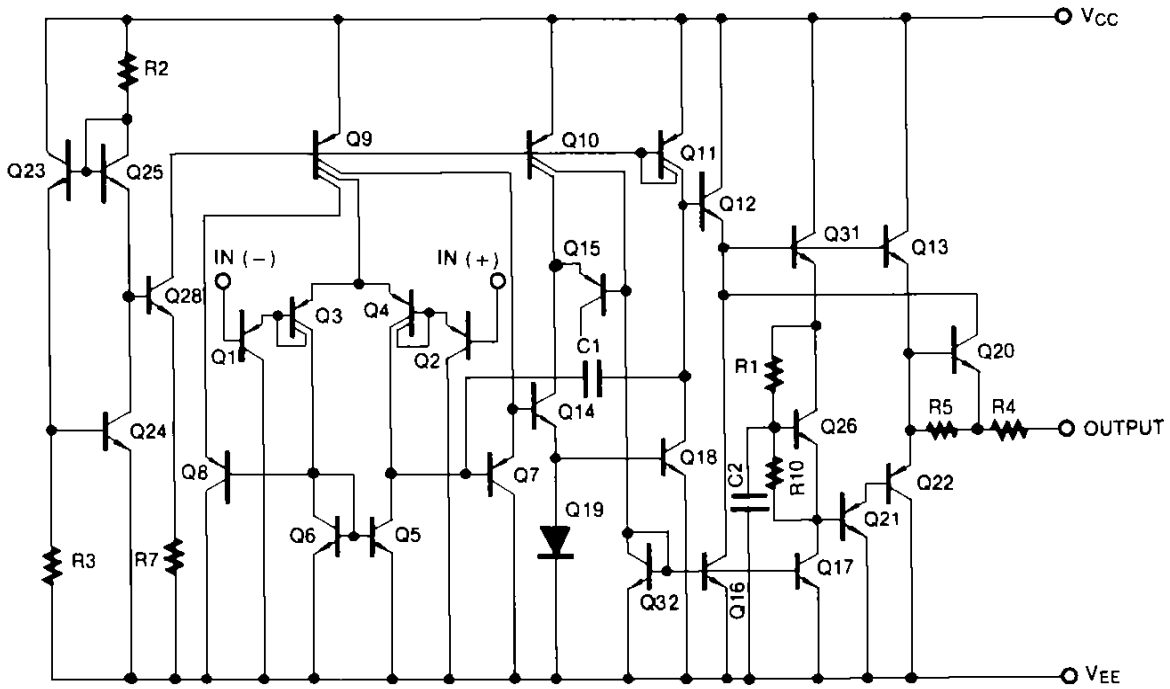 VCC
R2
Q9
Q10
Q11
Q23
Q25
Q12
Q31
Q13
IN (−)
IN (+)
Q15
Q28
Q3
Q4
Q1
Q2
C1
Q20
R1
Q14
R5
R4
Q24
Q26
OUTPUT
Q8
Q7
Q18
C2
R10
Q22
Q19
Q21
Q6
Q5
R3
R7
Q17
Q32
Q16
VEE